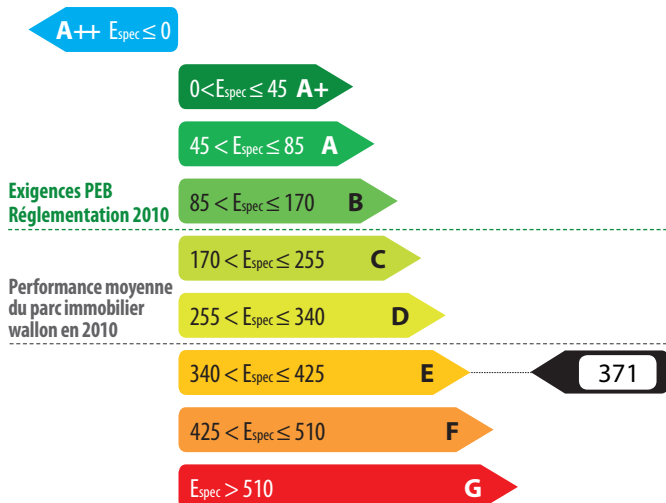 A++ Espec ≤ 0
0 < Espec ≤ 45 A+
45 < Espec ≤ 85 A
Exigences PEB
Réglementation 2010
85 < Espec ≤ 170 B
170 < Espec ≤ 255 C
Performance moyenne
du parc immobilier
wallon en 2010
255 < Espec ≤ 340 D
340 < Espec ≤ 425 E
371
425 < Espec ≤ 510 F
Espec > 510 G